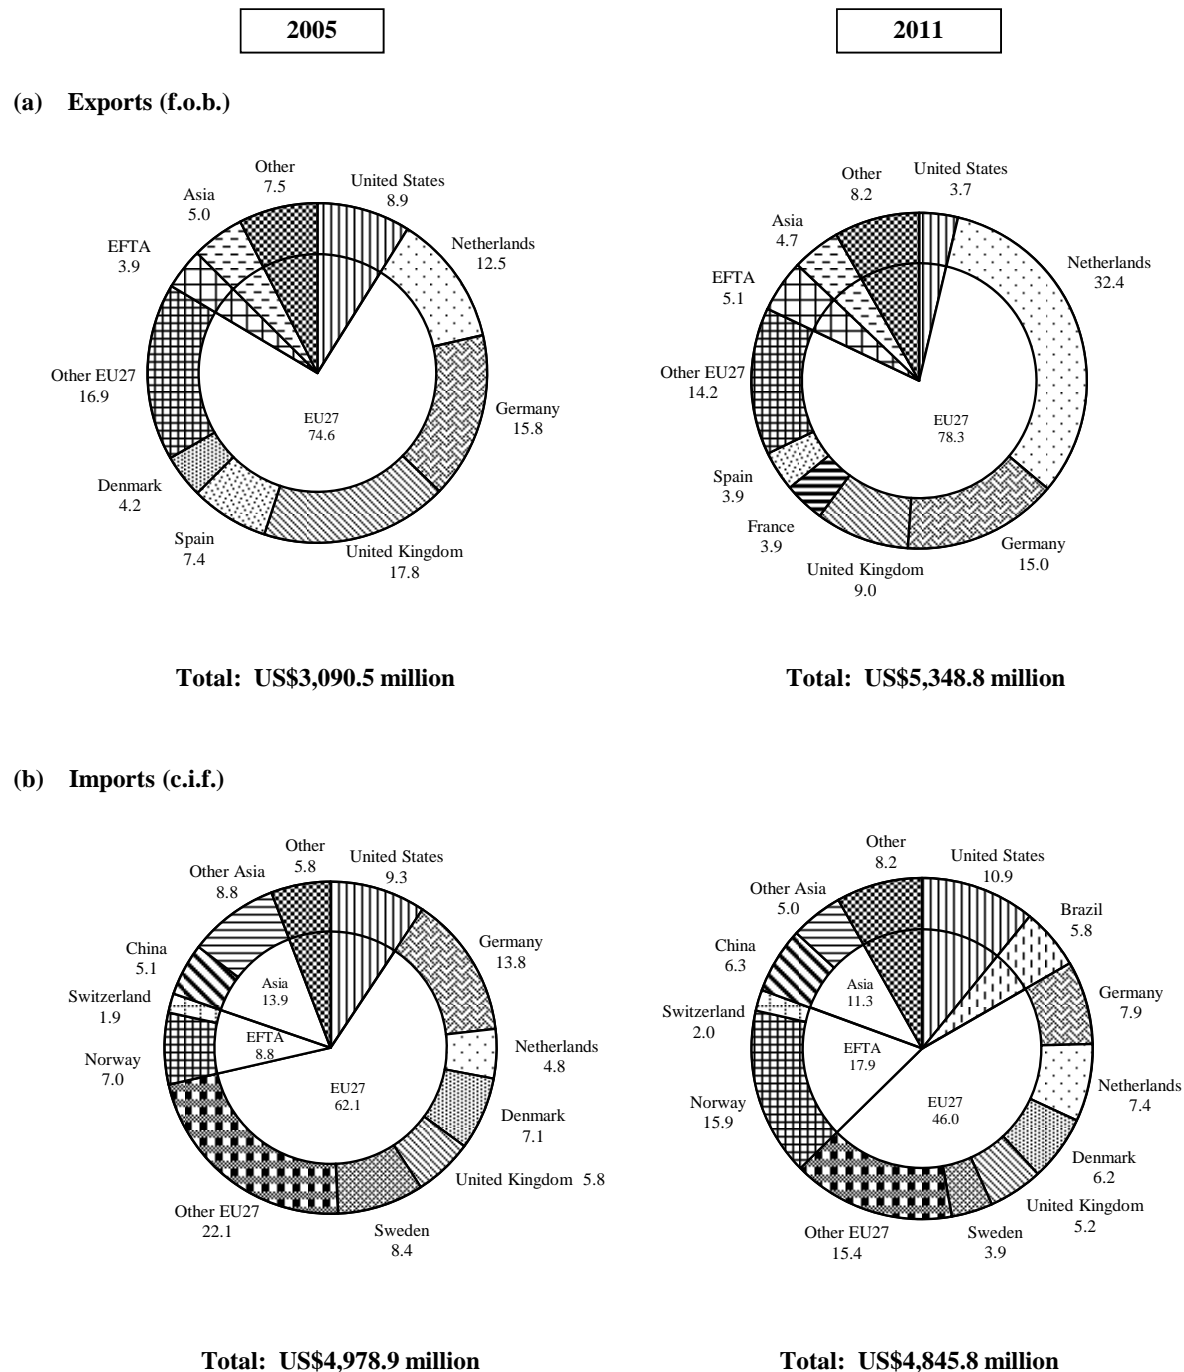 2005
2011
(a) Exports (f.o.b.)
Other
7.5
United States
8.9
Asia
5.0
Netherlands
12.5
EFTA
3.9
Other EU27
16.9
EU27
74.6
Germany
15.8
Denmark
4.2
Spain
7.4
United Kingdom
17.8
Total: US$3,090.5 million
Other
8.2
United States
3.7
Asia
4.7
Netherlands
32.4
EFTA
5.1
Other EU27
14.2
EU27
78.3
Spain
3.9
France
3.9
Germany
15.0
United Kingdom
9.0
Total: US$5,348.8 million
(b) Imports (c.i.f.)
Other
5.8
United States
9.3
Other Asia
8.8
Germany
13.8
China
5.1
Asia
13.9
Switzerland
1.9
EFTA
8.8
Netherlands
4.8
Norway
7.0
EU27
62.1
Denmark
7.1
United Kingdom 5.8
Other EU27
22.1
Sweden
8.4
Total: US$4,978.9 million
Other
8.2
United States
10.9
Other Asia
5.0
Brazil
5.8
China
6.3
Asia
11.3
Germany
7.9
Switzerland
2.0
EFTA
17.9
Netherlands
7.4
Norway
15.9
EU27
46.0
Denmark
6.2
United Kingdom
5.2
Other EU27
15.4
Sweden
3.9
Total: US$4,845.8 million